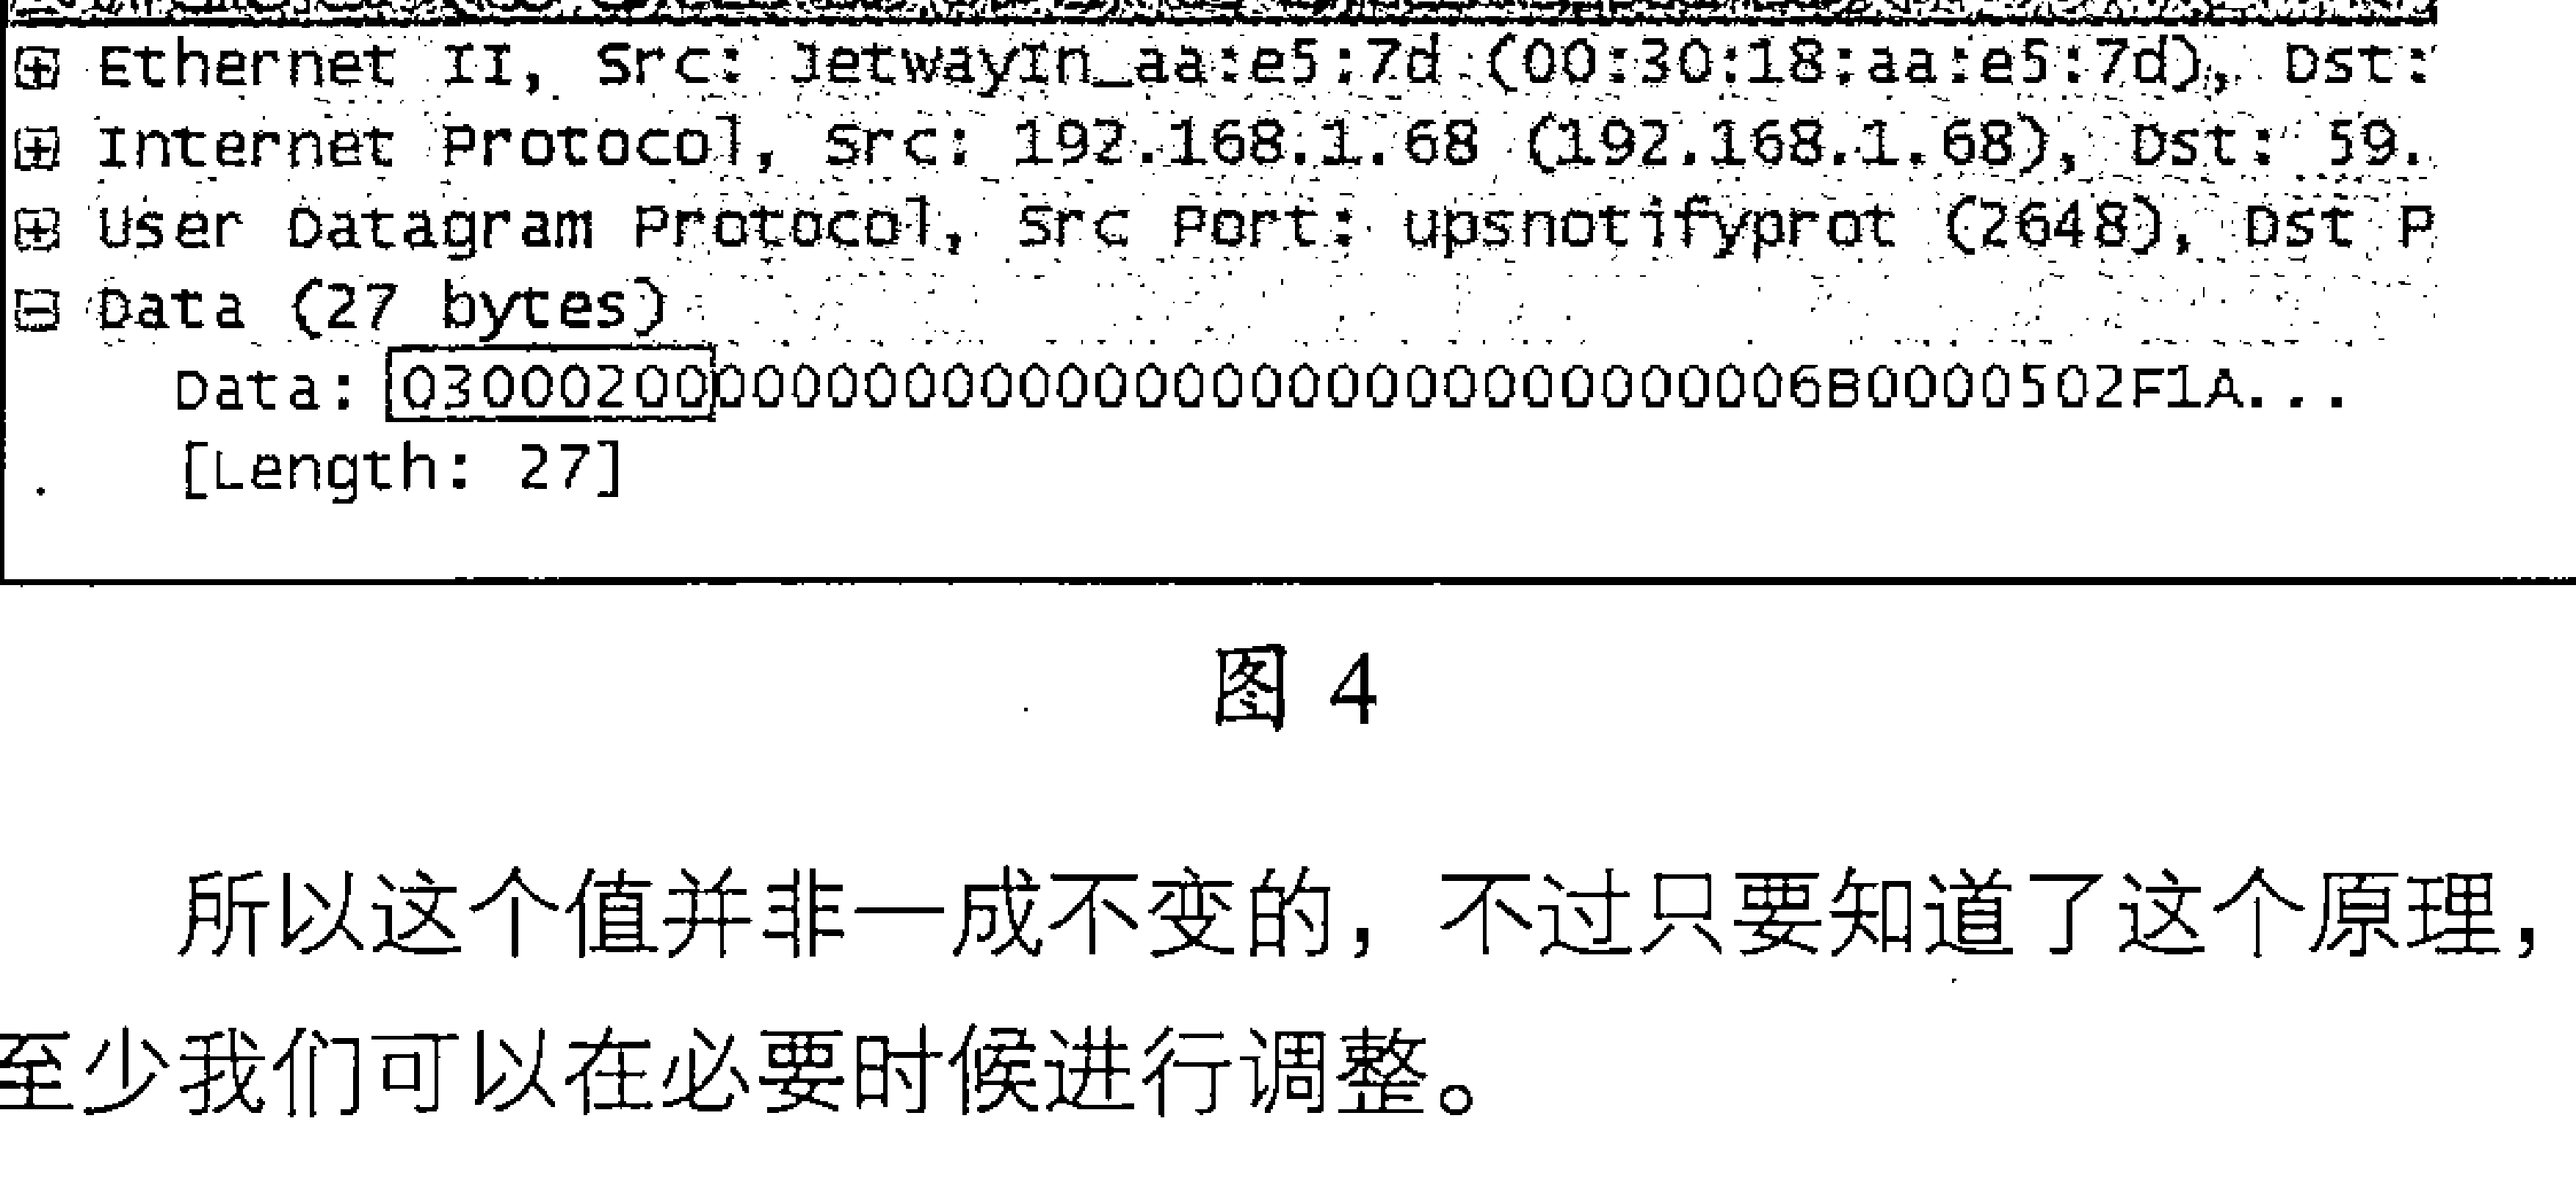 Ethernet II, Src: JetwayIn_aa:e5:7d (00:30:18:aa:e5:7d), Dst:
Internet Protocol, Src: 192.168.1.68 (192.168.1.68), Dst: 59.
User Datagram Protocol, Src Port: upsnotifyprot (2648), Dst P
Data (27 bytes)
Data: 0300020000000000000000000000000000006B0000502F1A...
[Length: 27]
图 4
所以这个值并非一成不变的，不过只要知道了这个原理，
至少我们可以在必要时候进行调整。